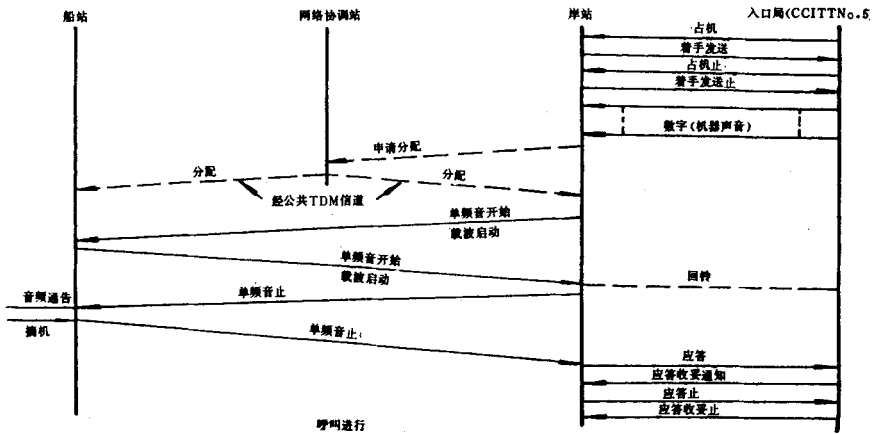 船站
网络协调站
岸站
入口局(CCITTNo.5)
占机
着手发送
占机止
着手发送止
数字(机器声音)
申请分配
分配
分配
经公共TDM信道
单频音开始
载波启动
单频音开始
载波启动
回铃
单频音止
音频通告
摘机
单频音止
应答
应答收妥通知
应答止
应答收妥止
呼叫进行